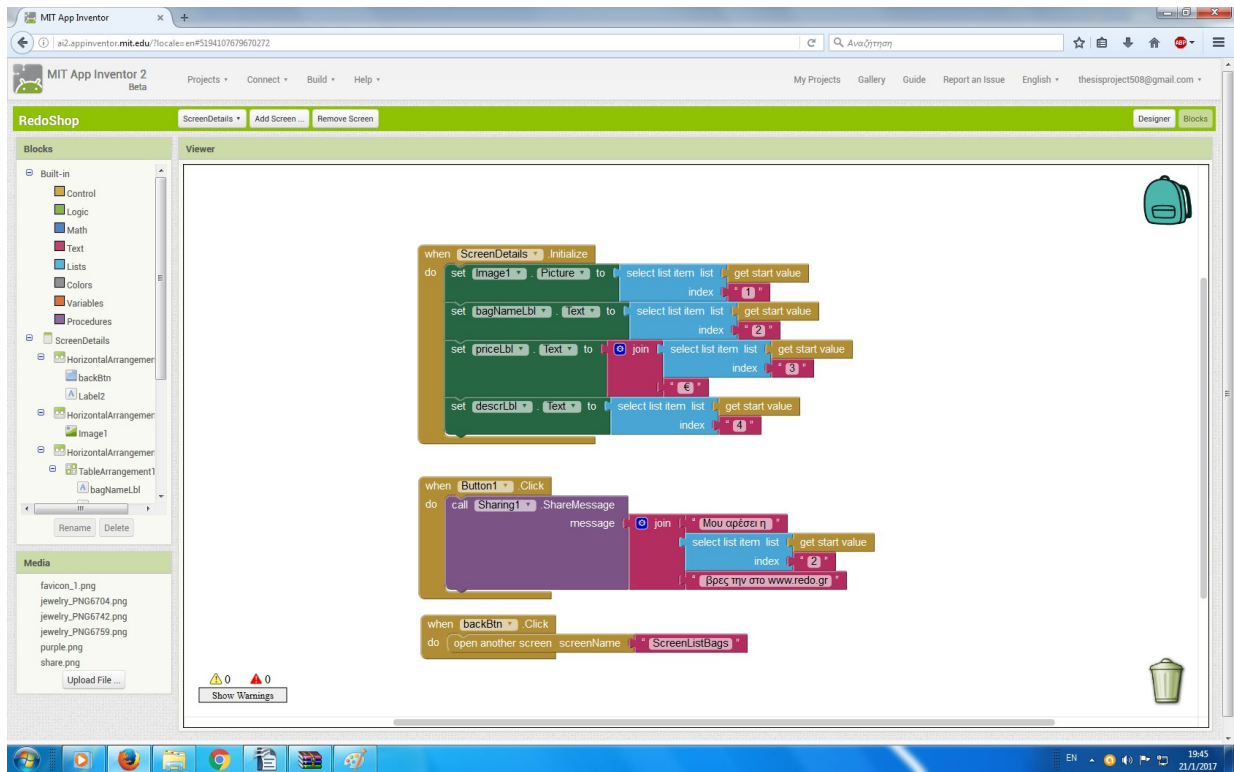 MIT App Inventor × +
ai2.appinventor.mit.edu/?locale=en#5194107679670272
Αναζήτηση
ABP
MIT App Inventor 2
Beta
Projects Connect Build Help
My Projects Gallery Guide Report an Issue English thesisproject508@gmail.com
RedoShop ScreenDetails Add Screen ... Remove Screen Designer Blocks
Blocks Viewer
Built-in
Control
Logic
Math
Text
Lists
Colors
Variables
Procedures
ScreenDetails
HorizontalArrangemer
backBtn
A Label2
HorizontalArrangemer
Image1
HorizontalArrangemer
TableArrangement1
A bagNameLbl
Rename Delete
Media
favicon_1.png
jewelry_PNG6704.png
jewelry_PNG6742.png
jewelry_PNG6759.png
purple.png
share.png
Upload File ...
when ScreenDetails .Initialize
do set Image1 . Picture to select list item list get start value
index " 1 "
set bagNameLbl . Text to select list item list get start value
index " 2 "
set priceLbl . Text to join select list item list get start value
index " 3 "
" € "
set descrLbl . Text to select list item list get start value
index " 4 "
when Button1 .Click
do call Sharing1 .ShareMessage
message join " Μου αρέσει η "
select list item list get start value
index " 2 "
" βρες την στο www.redo.gr "
when backBtn .Click
do open another screen screenName " ScreenListBags "
0 0
Show Warnings
EN 19:45
21/1/2017